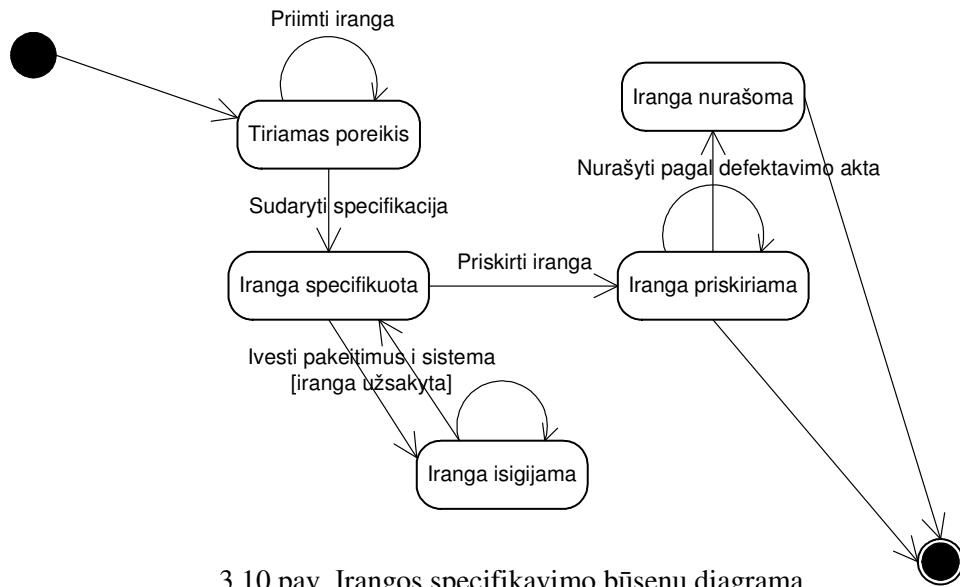 Priimti iranga
Tiriamas poreikis
Iranga nurašoma
Nurašyti pagal defektavimo akta
Sudaryti specifikacija
Iranga specifikuota
Priskirti iranga
Iranga priskiriama
Ivesti pakeitimus i sistema
[iranga užsakyta]
Iranga isigijama
3.10 pav. Irangos specifikavimo būsenų diagrama